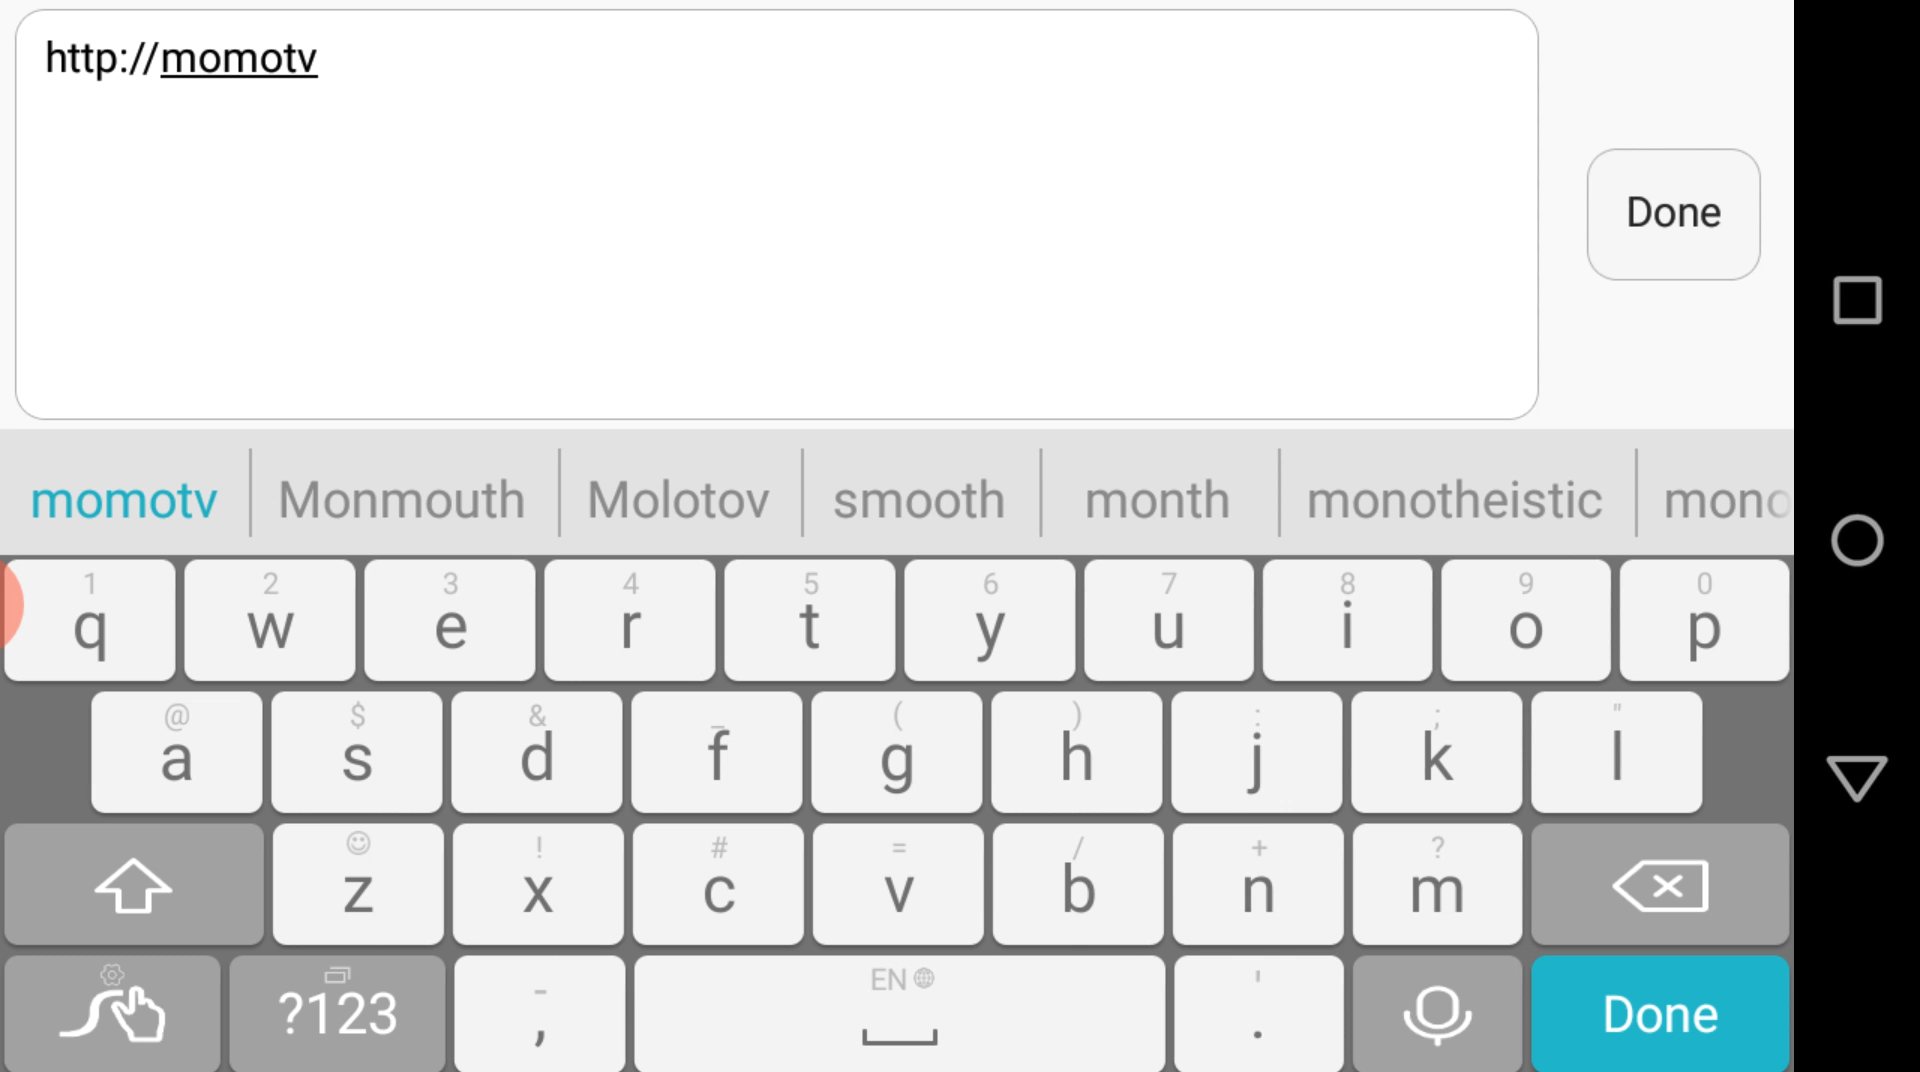 http://momotv
Done
momotv Monmouth Molotov smooth month monotheistic mono
1 2 3 4 5 6 7 8 9 0
q w e r t y u i o p
@ $ & _ ( ) : ; "
a s d f g h j k l
! # = / + ?
z x c v b n m
EN
?123 - , ' . Done